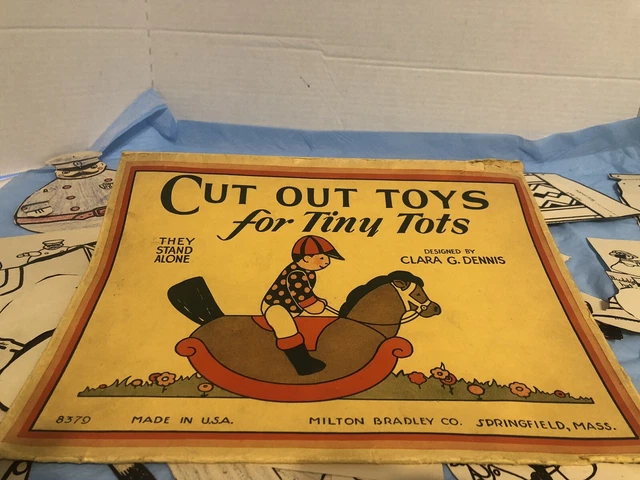 CUT OUT TOYS
for Tiny Tots
THEY
STAND
ALONE
DESIGNED BY
CLARA G. DENNIS
8379 MADE IN U.S.A. MILTON BRADLEY CO. SPRINGFIELD, MASS.